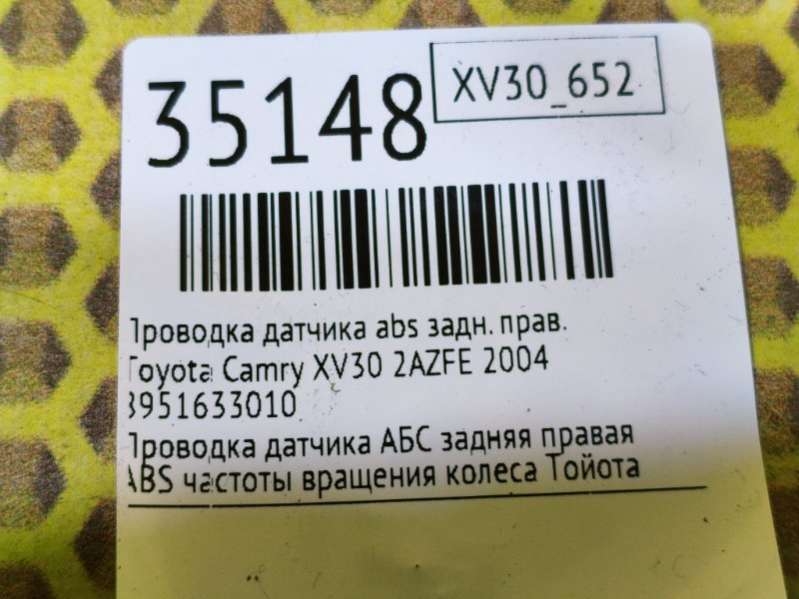 35148
XV30_652
Проводка датчика abs задн. прав.
Toyota Camry XV30 2AZFE 2004
8951633010
Проводка датчика АБС задняя правая
ABS частоты вращения колеса Тойота